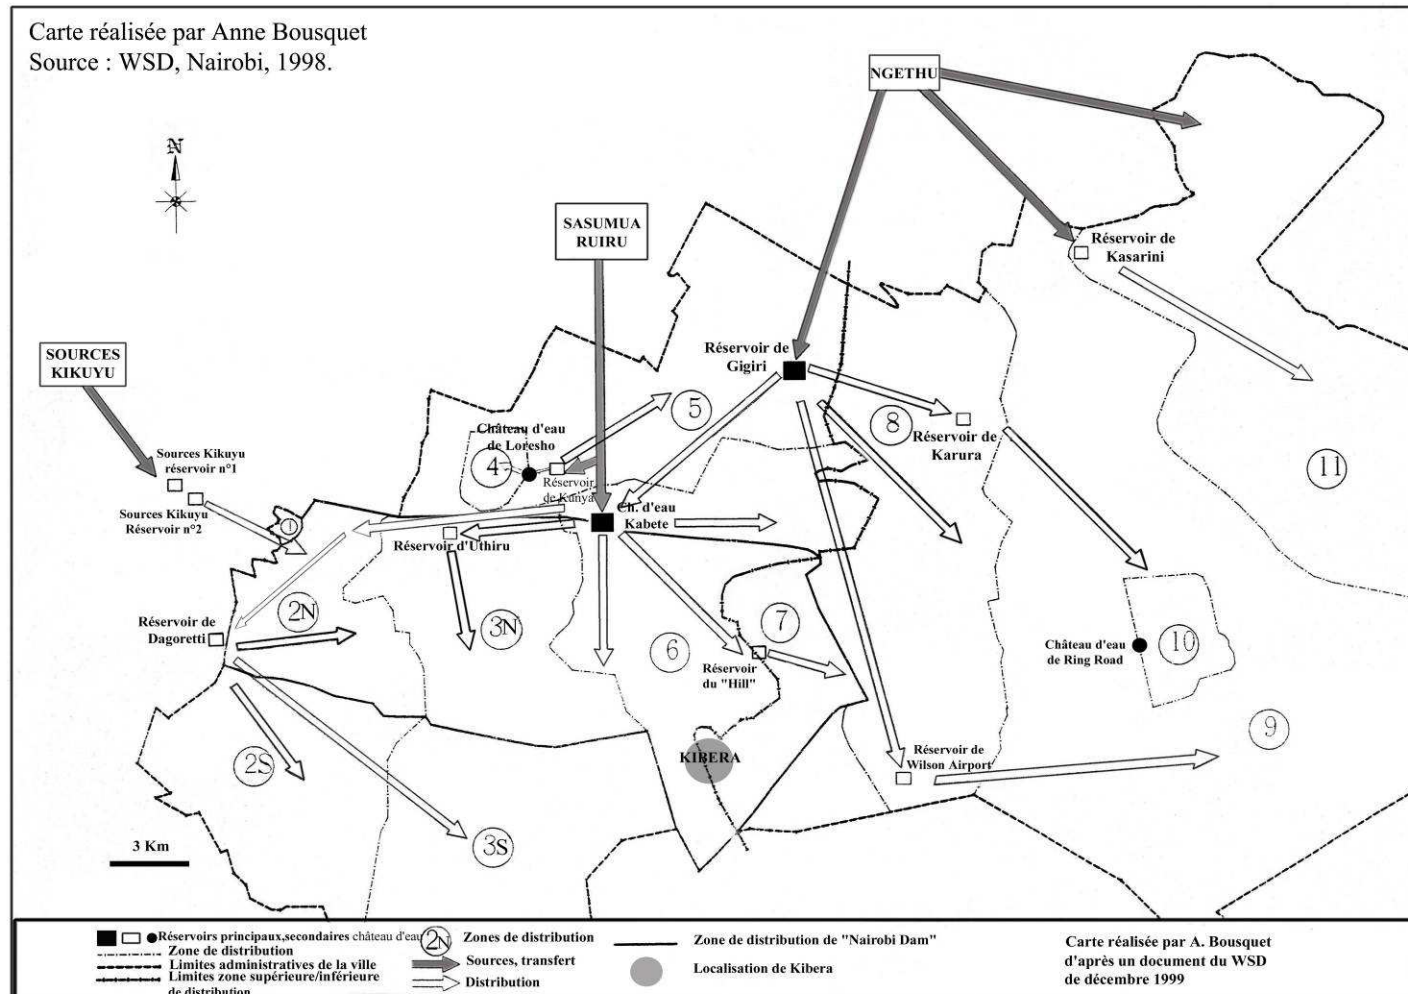 Carte réalisée par Anne Bousquet
Source : WSD, Nairobi, 1998.
N
NGETHU
SASUMUA
RUIRU
SOURCES
KIKUYU
Réservoir de
Kasarini
Réservoir de
Gigiri
5
8
Réservoir de
Karura
11
Château d'eau
de Loresho
4
Réservoir
de Kanya
Sources Kikuyu
réservoir n°1
Sources Kikuyu
Réservoir n°2
1
Ch. d'eau
Kabete
Réservoir d'Uthiru
2N
3N
Réservoir de
Dagoretti
6
7
Réservoir
du "Hill"
Château d'eau
de Ring Road
10
9
KIBERA
Réservoir de
Wilson Airport
2S
3S
3 Km
Réservoirs principaux,secondaires château d'eau
Zone de distribution
Limites administratives de la ville
Limites zone supérieure/inférieure
de distribution
2N
Zones de distribution
Sources, transfert
Distribution
Zone de distribution de "Nairobi Dam"
Localisation de Kibera
Carte réalisée par A. Bousquet
d'après un document du WSD
de décembre 1999